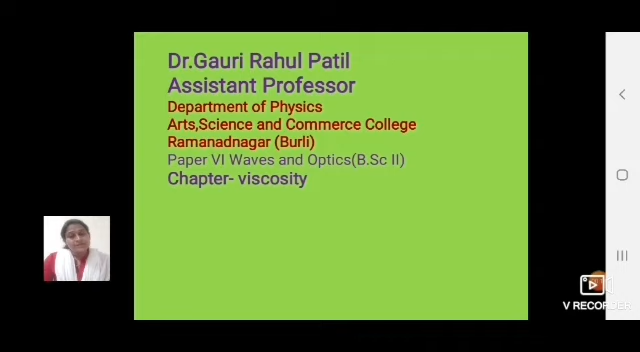 Dr.Gauri Rahul Patil
Assistant Professor
Department of Physics
Arts,Science and Commerce College
Ramanadnagar (Burli)
Paper VI Waves and Optics(B.Sc II)
Chapter- viscosity
V RECORDER